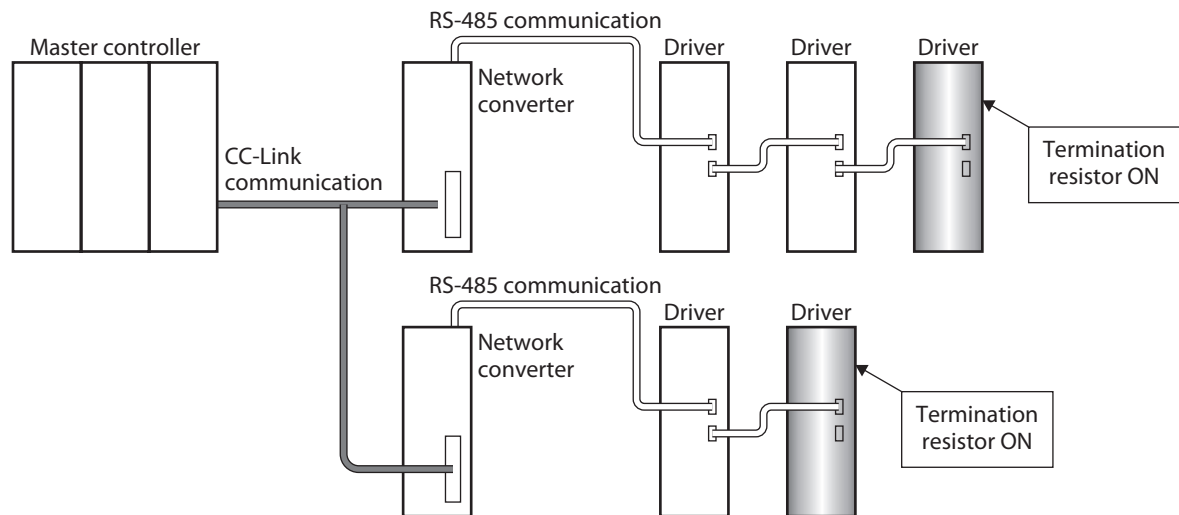 RS-485 communication
Master controller
Driver
Driver
Driver
Network
converter
CC-Link
communication
Termination
resistor ON
RS-485 communication
Driver
Driver
Network
converter
Termination
resistor ON